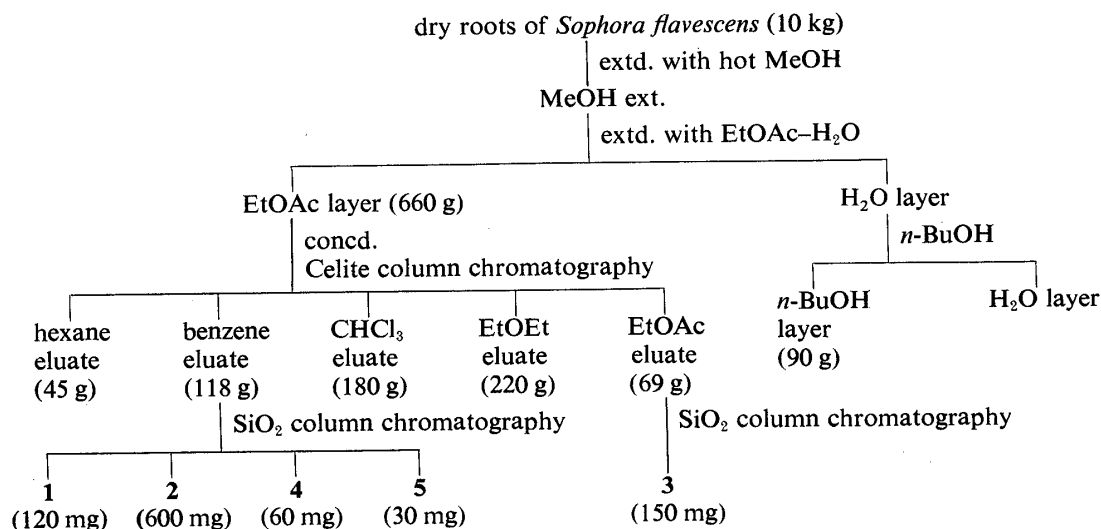 dry roots of Sophora flavescens (10 kg)
extd. with hot MeOH
MeOH ext.
extd. with EtOAc–H₂O
EtOAc layer (660 g)
H₂O layer
concd.
Celite column chromatography
n-BuOH
hexane eluate (45 g)
benzene eluate (118 g)
CHCl₃ eluate (180 g)
EtOEt eluate (220 g)
EtOAc eluate (69 g)
n-BuOH layer (90 g)
H₂O layer
SiO₂ column chromatography
SiO₂ column chromatography
1 (120 mg)
2 (600 mg)
4 (60 mg)
5 (30 mg)
3 (150 mg)